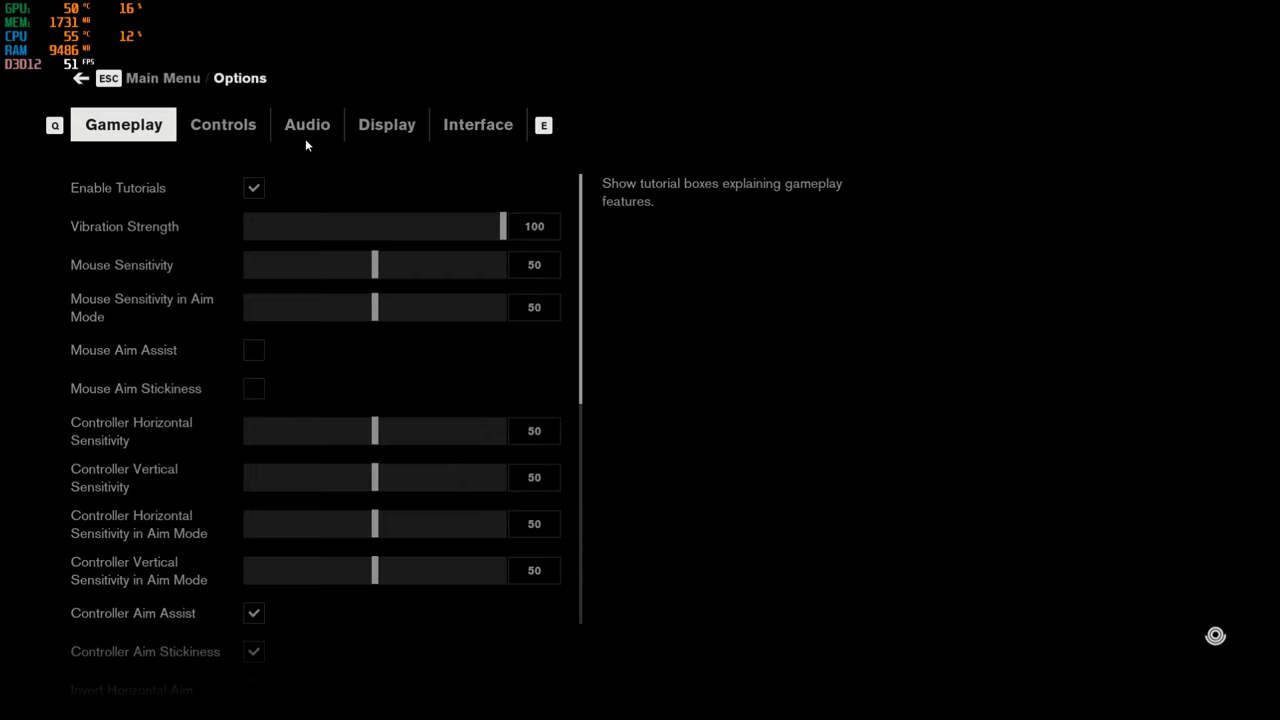 GPU: 50 °C 16 %
MEM: 1731 MB
CPU 55 °C 12 %
RAM 9486 MB
D3D12 51 FPS
ESC Main Menu / Options
Q Gameplay Controls Audio Display Interface E
Enable Tutorials
Show tutorial boxes explaining gameplay
features.
Vibration Strength 100
Mouse Sensitivity 50
Mouse Sensitivity in Aim
Mode
50
Mouse Aim Assist
Mouse Aim Stickiness
Controller Horizontal
Sensitivity
50
Controller Vertical
Sensitivity
50
Controller Horizontal
Sensitivity in Aim Mode
50
Controller Vertical
Sensitivity in Aim Mode
50
Controller Aim Assist
Controller Aim Stickiness
Invert Horizontal Aim